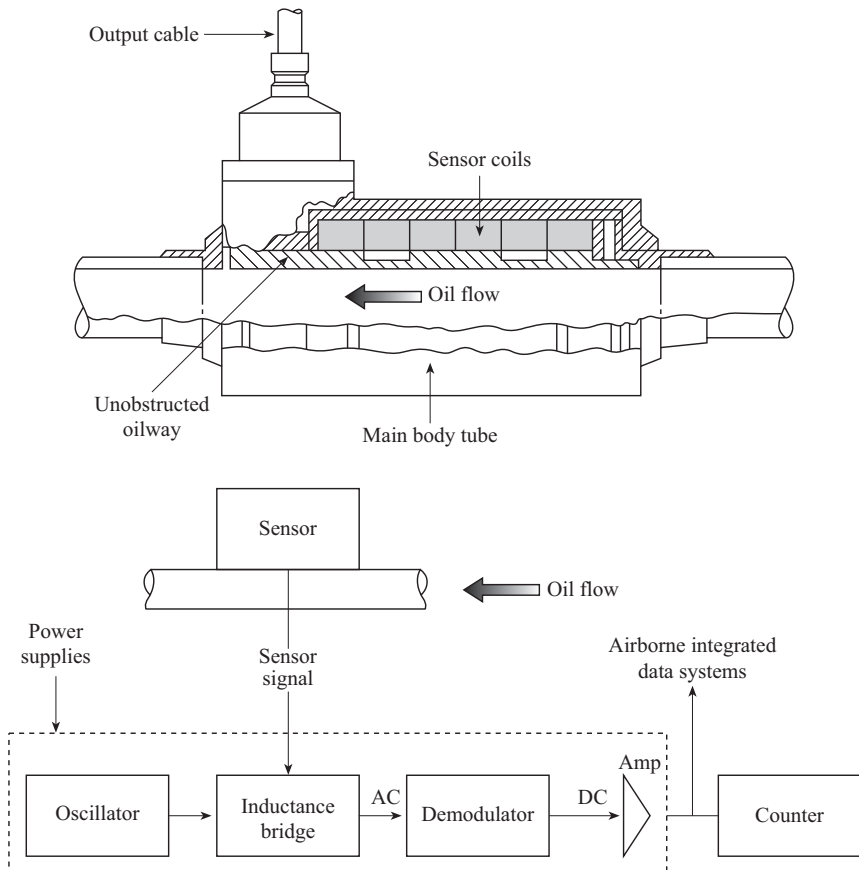 Output cable
Sensor coils
Oil flow
Unobstructed
oilway
Main body tube
Sensor
Oil flow
Power
supplies
Sensor
signal
Airborne integrated
data systems
Oscillator
Inductance
bridge
AC
Demodulator
DC
Amp
Counter